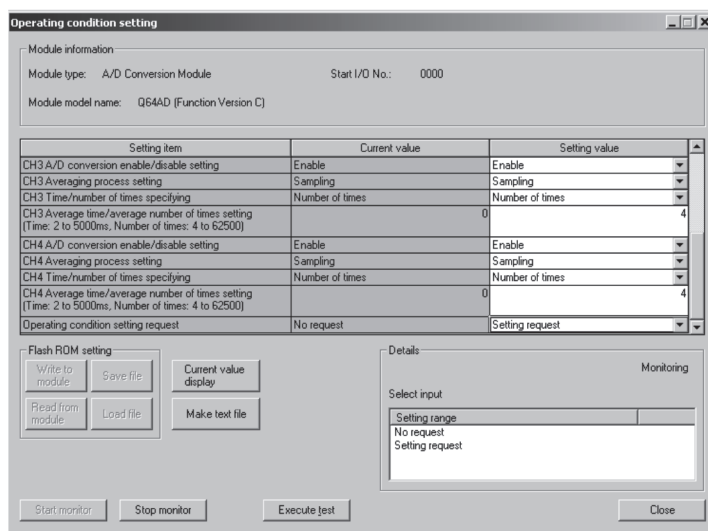 Operating condition setting
Module information
Module type: A/D Conversion Module Start I/O No.: 0000
Module model name: Q64AD (Function Version C)
Setting item Current value Setting value
CH3 A/D conversion enable/disable setting Enable Enable
CH3 Averaging process setting Sampling Sampling
CH3 Time/number of times specifying Number of times Number of times
CH3 Average time/average number of times setting 0 4
(Time: 2 to 5000ms, Number of times: 4 to 62500)
CH4 A/D conversion enable/disable setting Enable Enable
CH4 Averaging process setting Sampling Sampling
CH4 Time/number of times specifying Number of times Number of times
CH4 Average time/average number of times setting 0 4
(Time: 2 to 5000ms, Number of times: 4 to 62500)
Operating condition setting request No request Setting request
Flash ROM setting
Write to
module
Save file
Read from
module
Load file
Current value
display
Make text file
Details
Monitoring
Select input
Setting range
No request
Setting request
Start monitor
Stop monitor
Execute test
Close